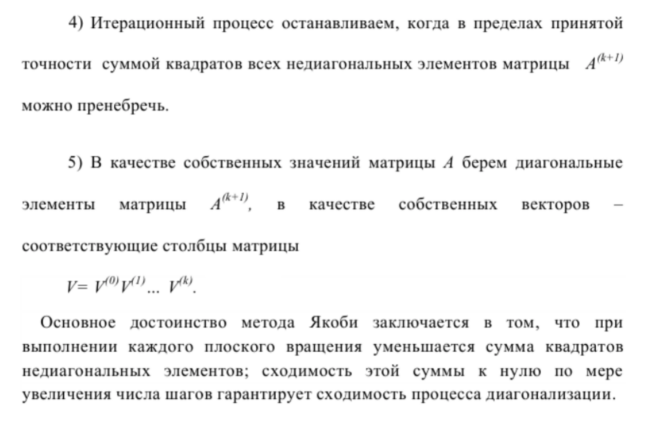 4) Итерационный процесс останавливаем, когда в пределах принятой
точности суммой квадратов всех недиагональных элементов матрицы A^(k+1)
можно пренебречь.
5) В качестве собственных значений матрицы A берем диагональные
элементы матрицы A^(k+1), в качестве собственных векторов –
соответствующие столбцы матрицы
V= V^(0)V^(1)... V^(k).
Основное достоинство метода Якоби заключается в том, что при
выполнении каждого плоского вращения уменьшается сумма квадратов
недиагональных элементов; сходимость этой суммы к нулю по мере
увеличения числа шагов гарантирует сходимость процесса диагонализации.